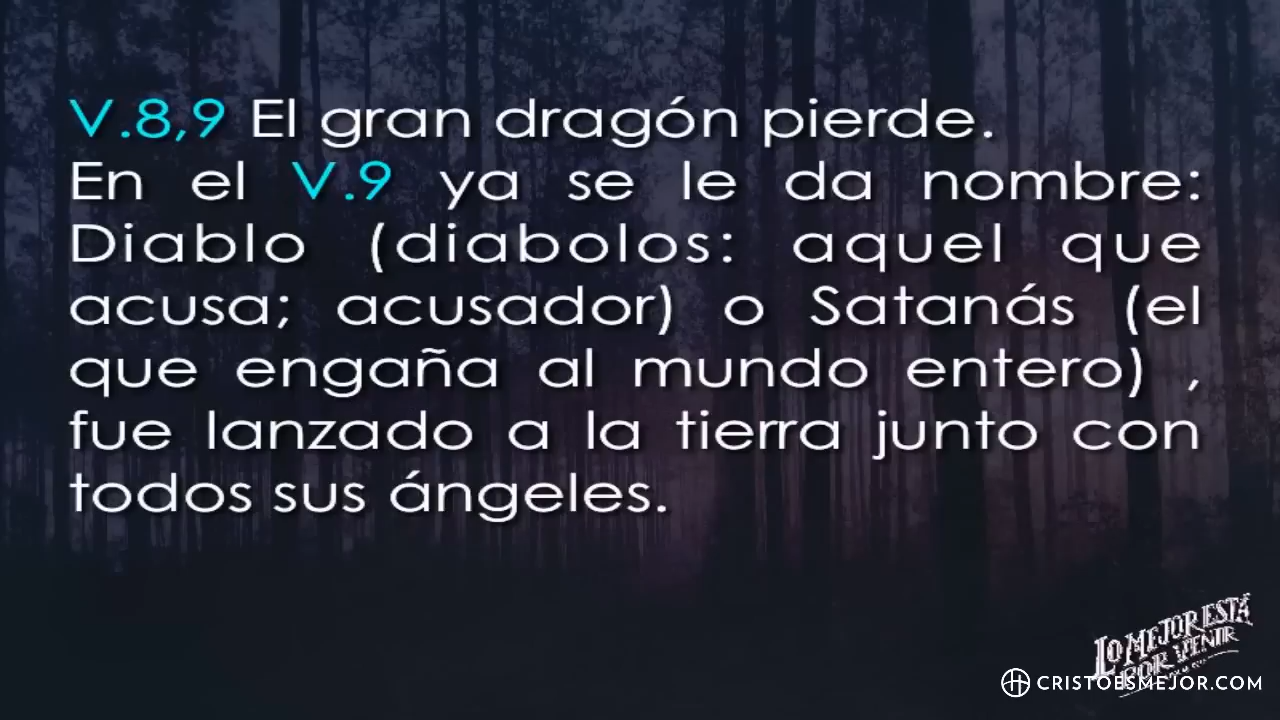 V.8,9 El gran dragón pierde.
En el V.9 ya se le da nombre:
Diablo (diabolos: aquel que
acusa; acusador) o Satanás (el
que engaña al mundo entero) ,
fue lanzado a la tierra junto con
todos sus ángeles.
LO MEJOR ESTÁ
POR VENIR
CRISTOESMEJOR.COM